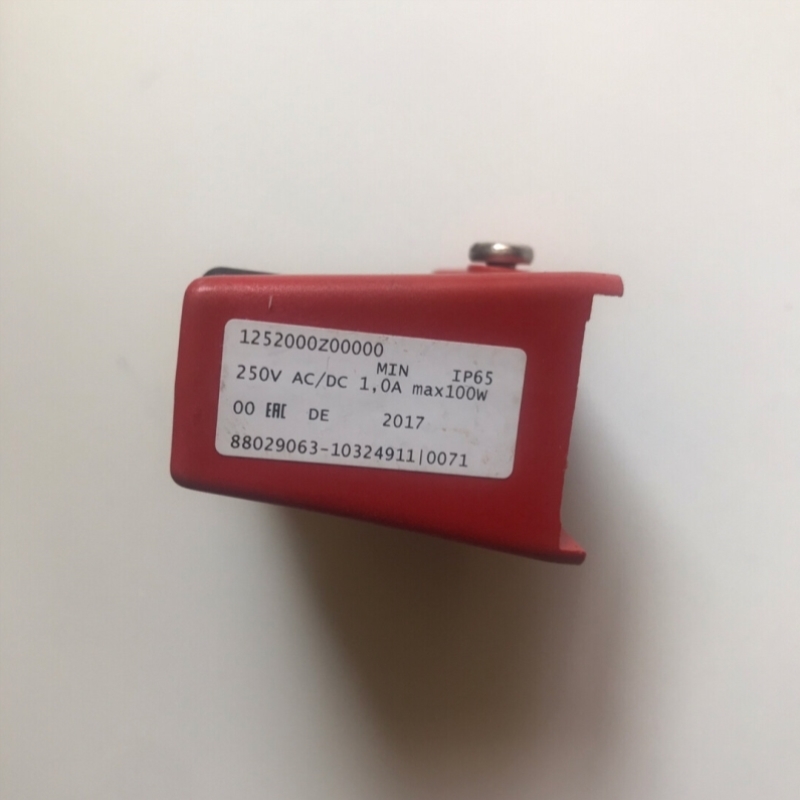 1252000Z00000
MIN IP65
250V AC/DC 1,0A max100W
00 EAC DE 2017
88029063-10324911|0071